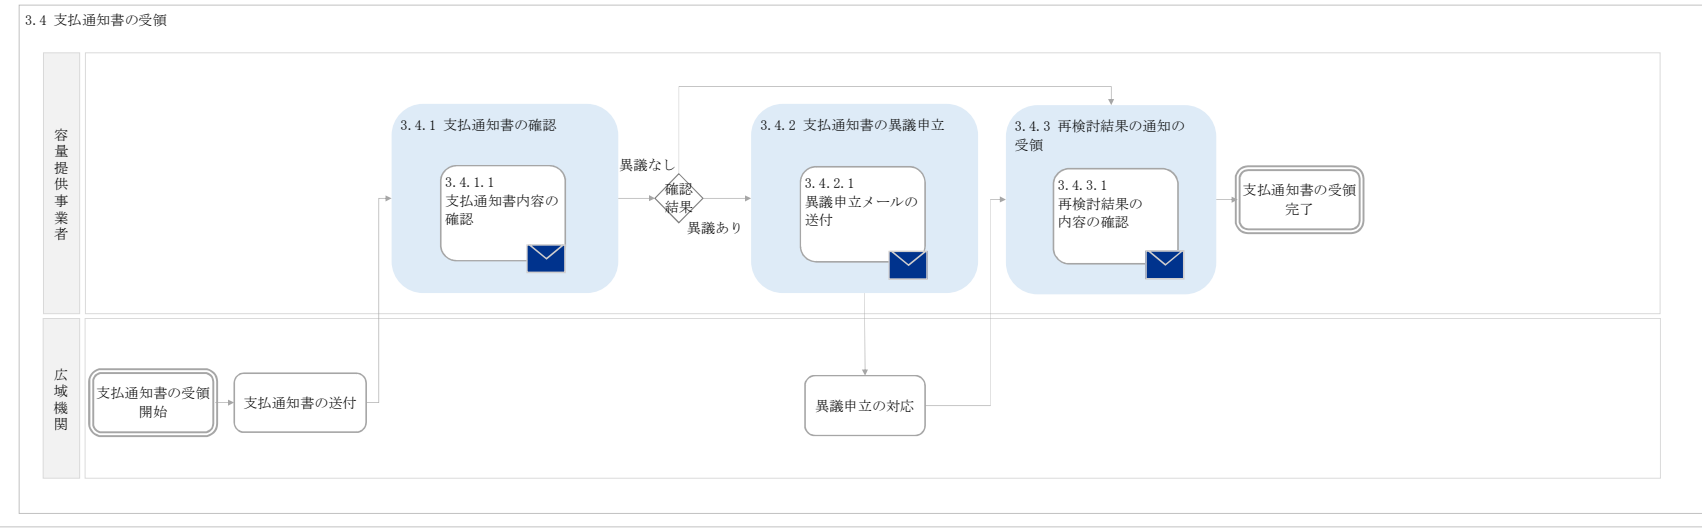 3.4 支払通知書の受領
容量提供事業者
3.4.1 支払通知書の確認
3.4.1.1
支払通知書内容の
確認
異議なし
確認
結果
異議あり
3.4.2 支払通知書の異議申立
3.4.2.1
異議申立メールの
送付
3.4.3 再検討結果の通知の
受領
3.4.3.1
再検討結果の
内容の確認
支払通知書の受領
完了
広域機関
支払通知書の受領
開始
支払通知書の送付
異議申立の対応